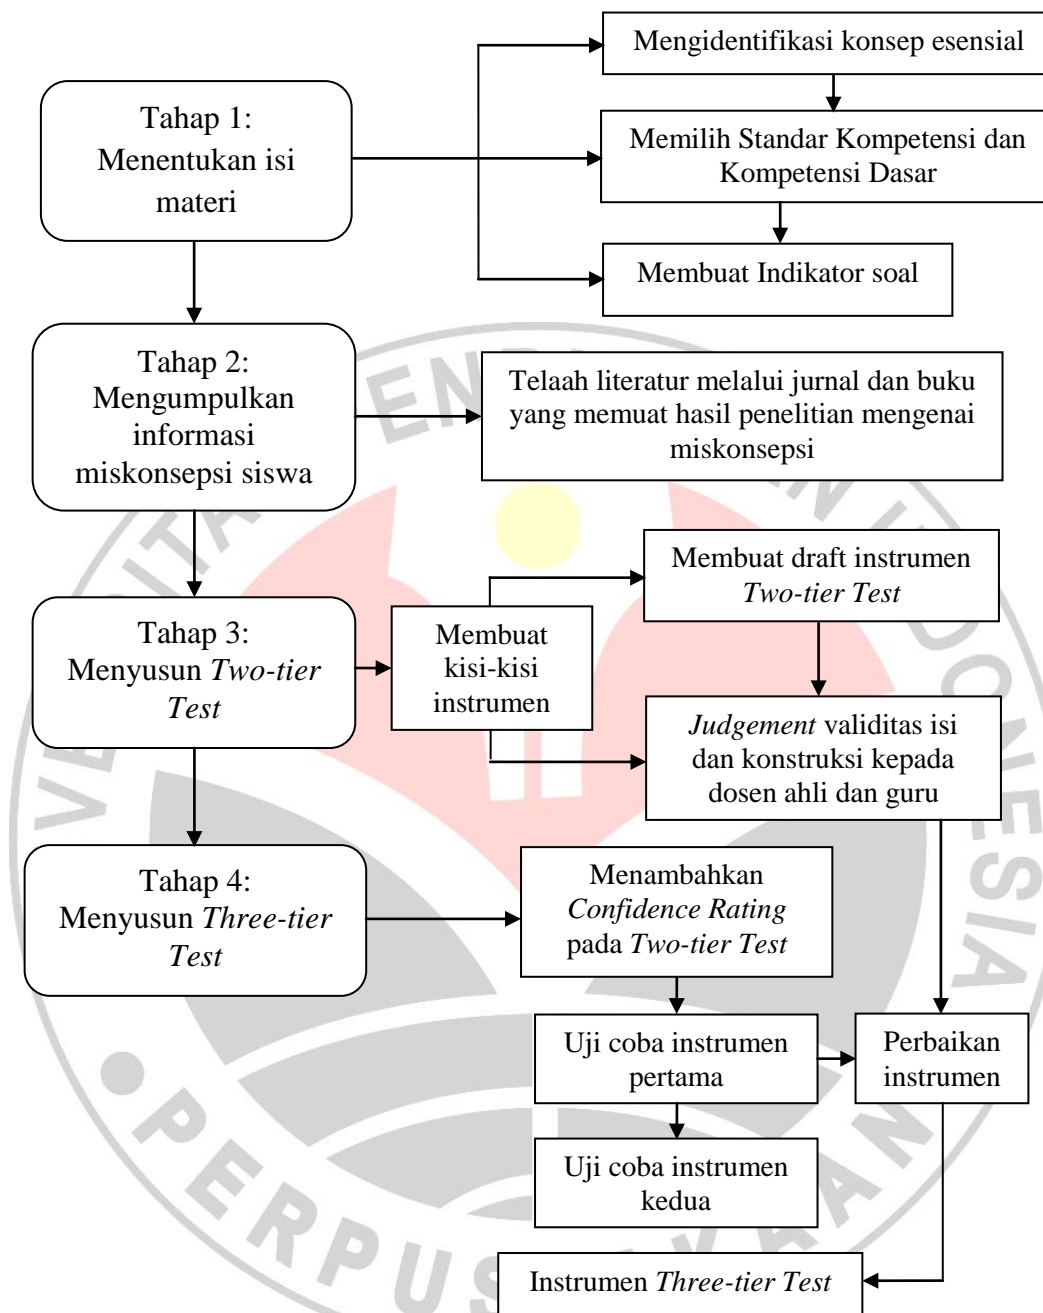 Mengidentifikasi konsep esensial
Tahap 1:
Menentukan isi
materi
Memilih Standar Kompetensi dan
Kompetensi Dasar
Membuat Indikator soal
Tahap 2:
Mengumpulkan
informasi
miskonsepsi siswa
Telaah literatur melalui jurnal dan buku
yang memuat hasil penelitian mengenai
miskonsepsi
Tahap 3:
Menyusun Two-tier
Test
Membuat
kisi-kisi
instrumen
Membuat draft instrumen
Two-tier Test
Judgement validitas isi
dan konstruksi kepada
dosen ahli dan guru
Tahap 4:
Menyusun Three-tier
Test
Menambahkan
Confidence Rating
pada Two-tier Test
Uji coba instrumen
pertama
Perbaikan
instrumen
Uji coba instrumen
kedua
Instrumen Three-tier Test